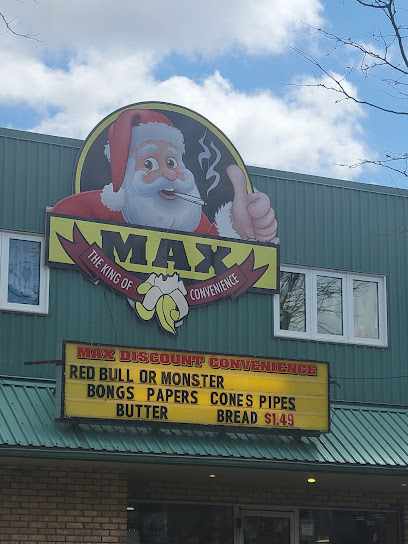 MAX
THE KING OF CONVENIENCE
MAX DISCOUNT CONVENIENCE
RED BULL OR MONSTER
BONGS PAPERS CONES PIPES
BUTTER BREAD $1.49